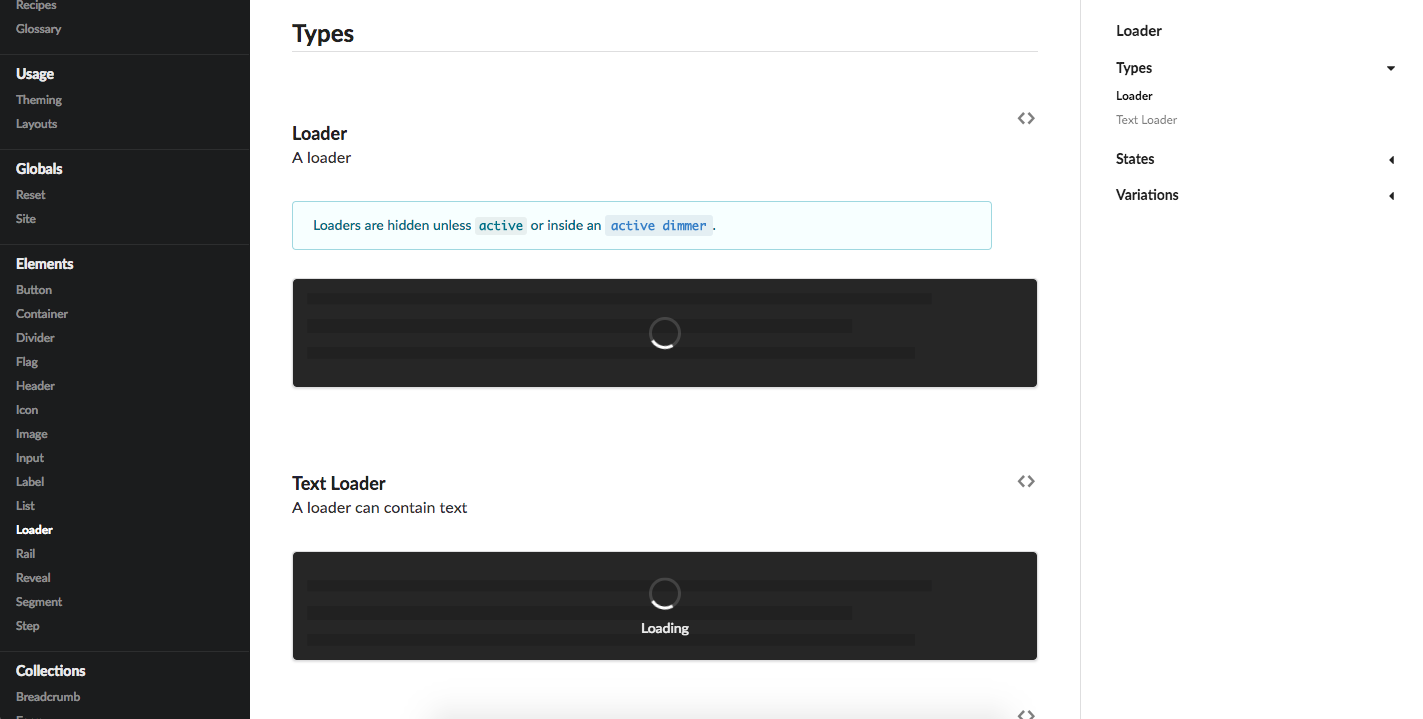 Recipes
Glossary
Usage
Theming
Layouts
Globals
Reset
Site
Elements
Button
Container
Divider
Flag
Header
Icon
Image
Input
Label
List
Loader
Rail
Reveal
Segment
Step
Collections
Breadcrumb
Types
Loader
A loader
Loaders are hidden unless active or inside an active dimmer.
Text Loader
A loader can contain text
Loading
Loader
Types
Loader
Text Loader
States
Variations